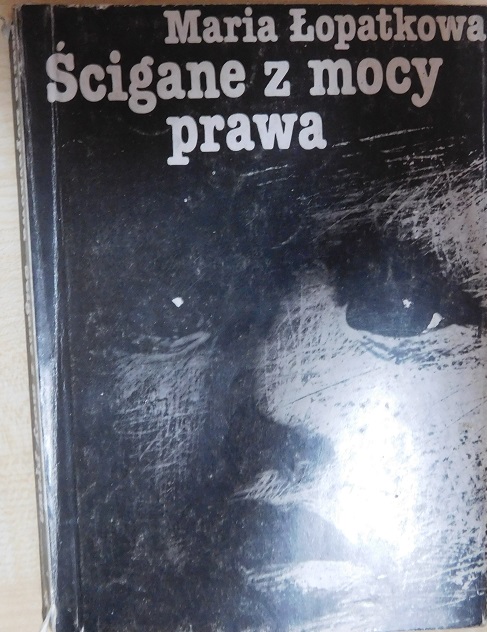 Maria Łopatkowa
Ścigane z mocy
prawa